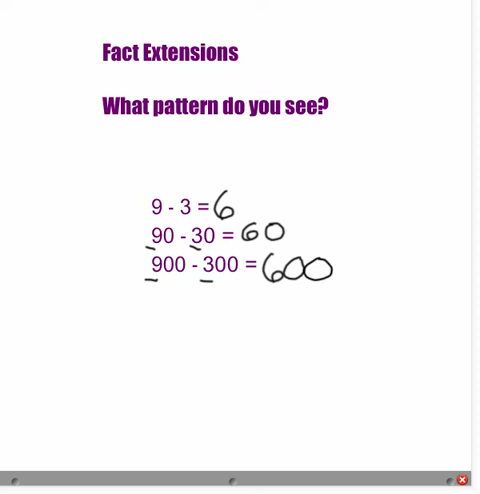 Fact Extensions
What pattern do you see?
9 - 3 = 6
90 - 30 = 60
900 - 300 = 600